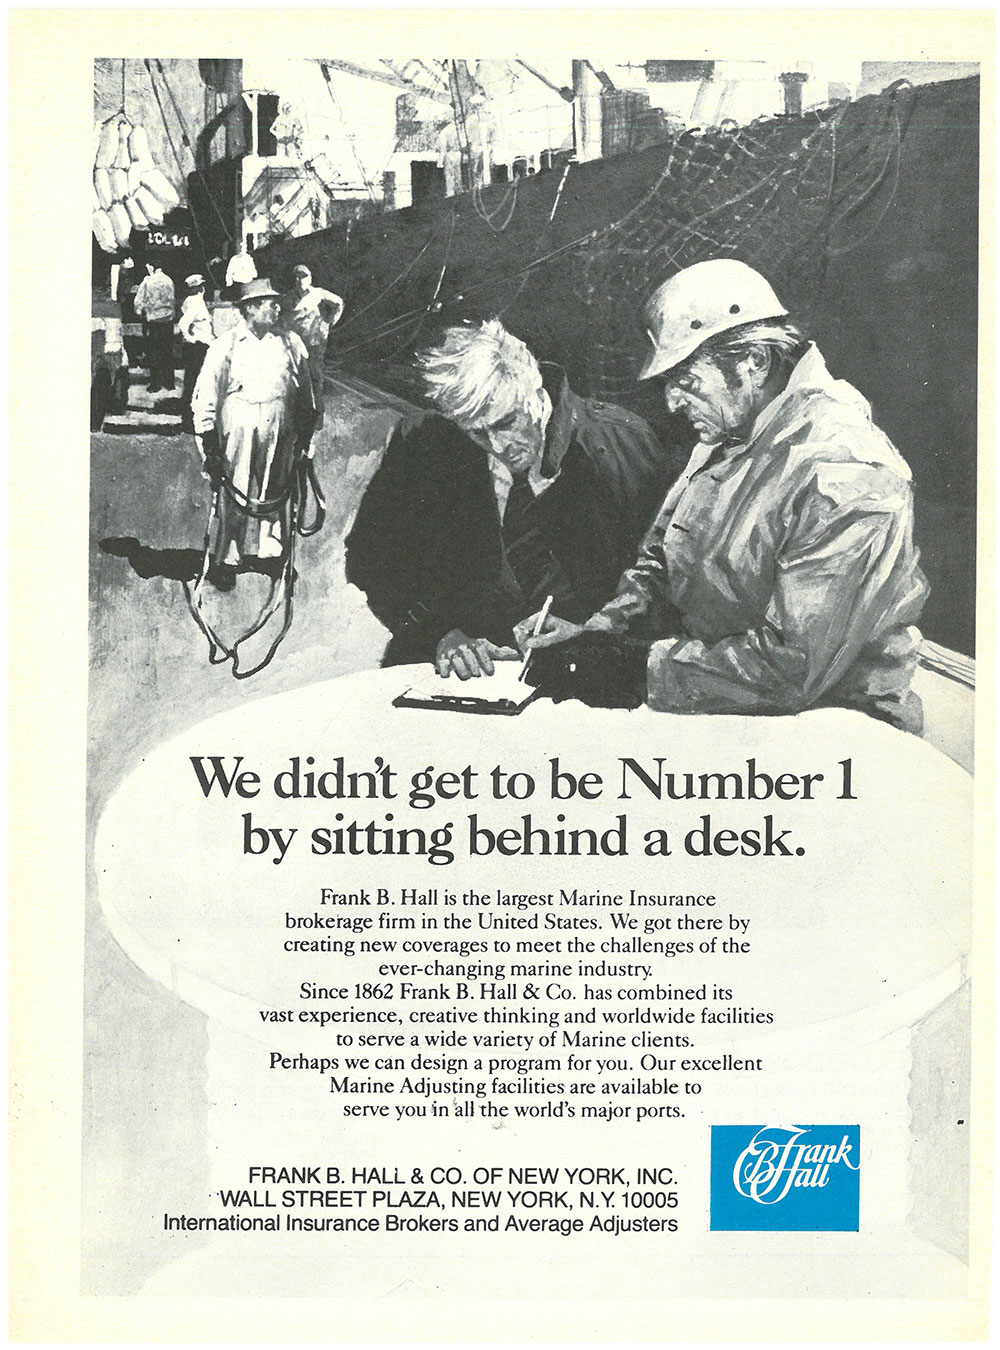 We didn't get to be Number 1
by sitting behind a desk.
Frank B. Hall is the largest Marine Insurance
brokerage firm in the United States. We got there by
creating new coverages to meet the challenges of the
ever-changing marine industry.
Since 1862 Frank B. Hall & Co. has combined its
vast experience, creative thinking and worldwide facilities
to serve a wide variety of Marine clients.
Perhaps we can design a program for you. Our excellent
Marine Adjusting facilities are available to
serve you in all the world's major ports.
FRANK B. HALL & CO. OF NEW YORK, INC.
WALL STREET PLAZA, NEW YORK, N.Y. 10005
International Insurance Brokers and Average Adjusters
Frank
B Hall